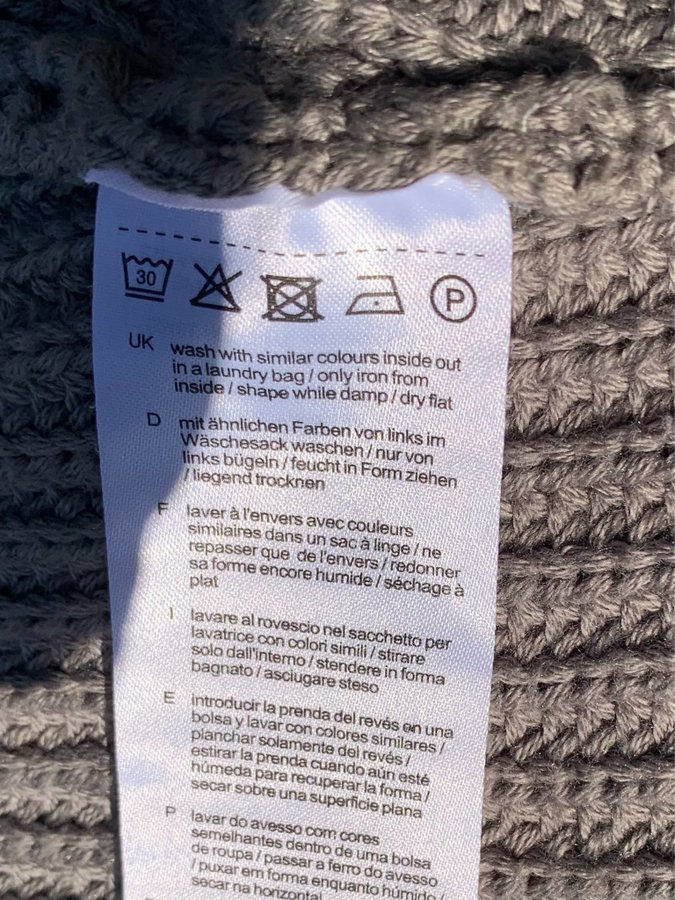 30
P
UK wash with similar colours inside out
in a laundry bag / only iron from
inside / shape while damp / dry flat
D mit ähnlichen Farben von links im
Wäschesack waschen / nur von
links bügeln / feucht in Form ziehen
/ liegend trocknen
F laver à l'envers avec couleurs
similaires dans un sac à linge / ne
repasser que de l'envers / redonner
sa forme encore humide / séchage à
plat
I lavare al rovescio nel sacchetto per
lavatrice con colori simili / stirare
solo dall'interno / stendere in forma
bagnato / asciugare steso
E introducir la prenda del revés en una
bolsa y lavar con colores similares /
planchar solamente del revés /
estirar la prenda cuando aún esté
húmeda para recuperar la forma /
secar sobre una superficie plana
P lavar do avesso com cores
semelhantes dentro de uma bolsa
de roupa / passar a ferro do avesso
/ puxar em forma enquanto húmido /
secar na horizontal